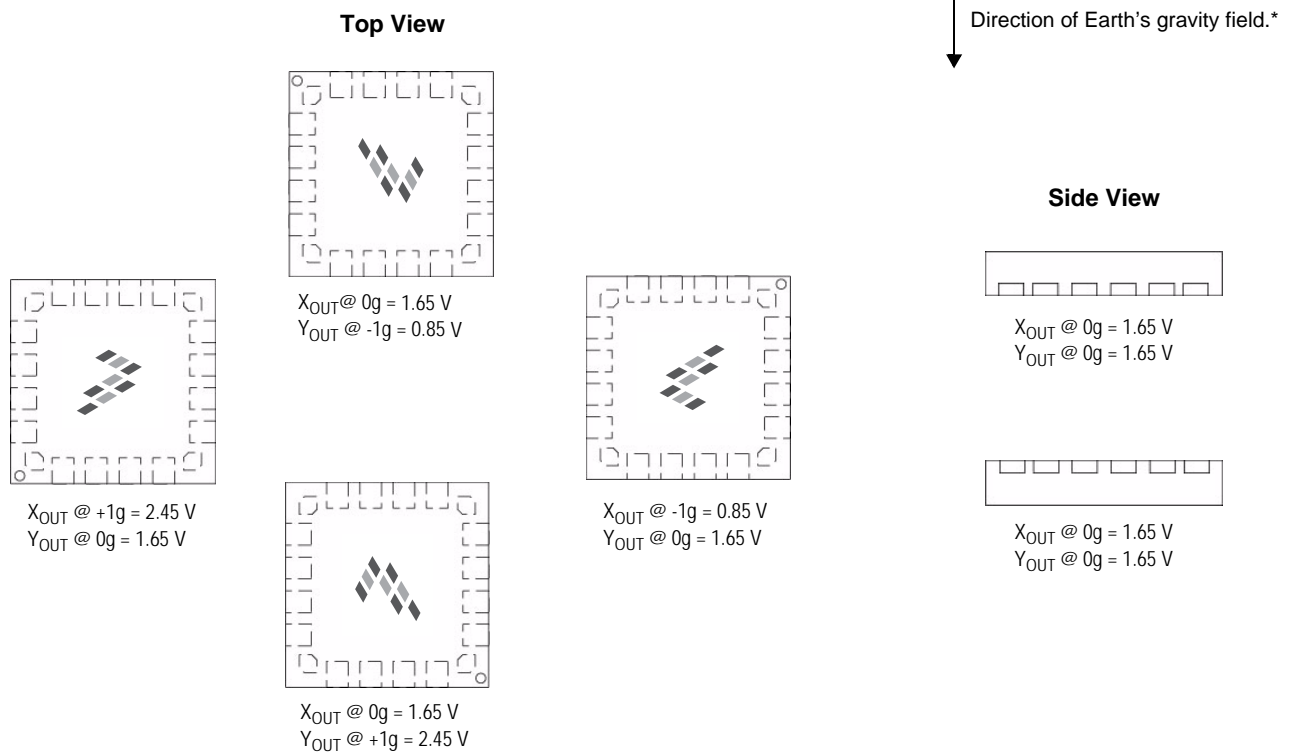 Top View
Direction of Earth's gravity field.*
X_OUT@ 0g = 1.65 V
Y_OUT @ -1g = 0.85 V
Side View
X_OUT @ 0g = 1.65 V
Y_OUT @ 0g = 1.65 V
X_OUT @ +1g = 2.45 V
Y_OUT @ 0g = 1.65 V
X_OUT @ -1g = 0.85 V
Y_OUT @ 0g = 1.65 V
X_OUT @ 0g = 1.65 V
Y_OUT @ 0g = 1.65 V
X_OUT @ 0g = 1.65 V
Y_OUT @ +1g = 2.45 V